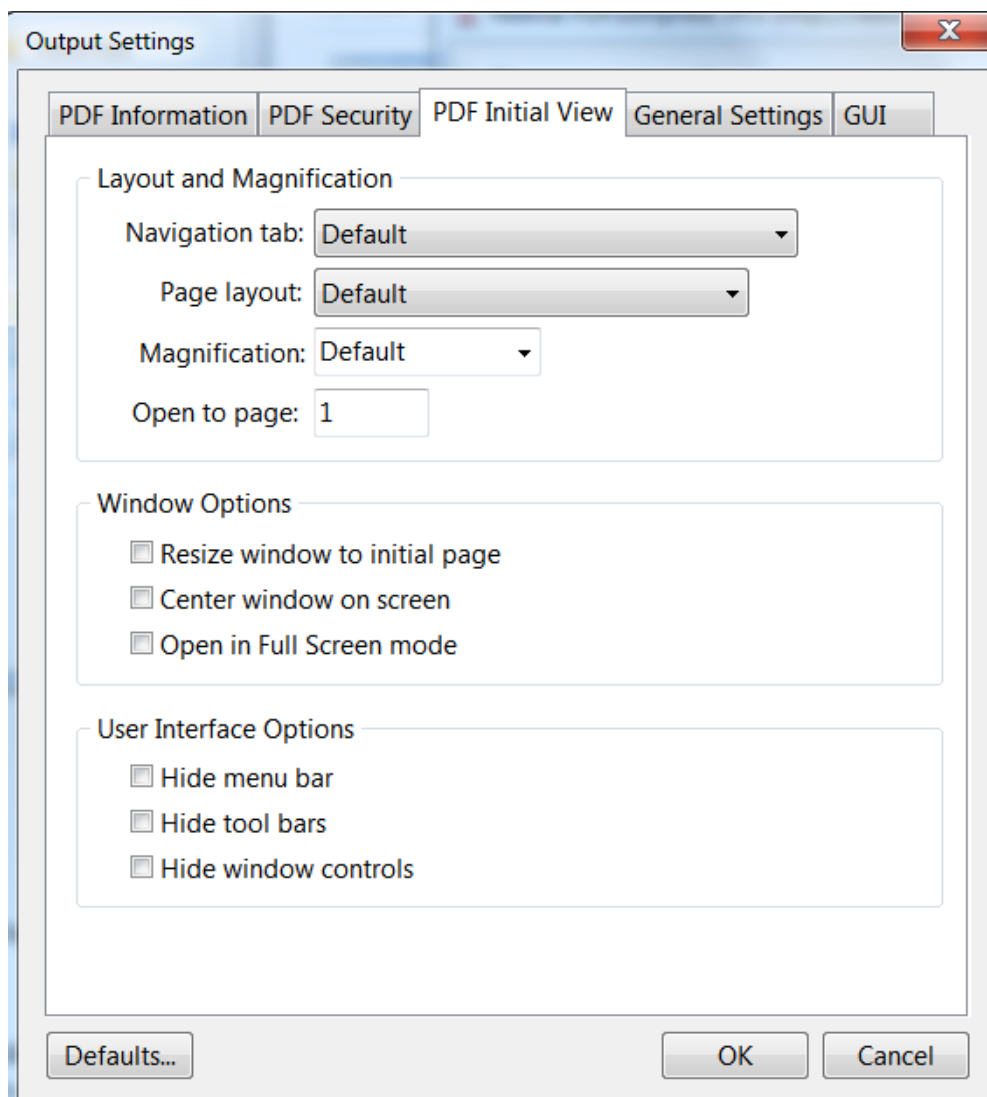 Output Settings
PDF Information PDF Security PDF Initial View General Settings GUI
Layout and Magnification
Navigation tab: Default
Page layout: Default
Magnification: Default
Open to page: 1
Window Options
Resize window to initial page
Center window on screen
Open in Full Screen mode
User Interface Options
Hide menu bar
Hide tool bars
Hide window controls
Defaults... OK Cancel